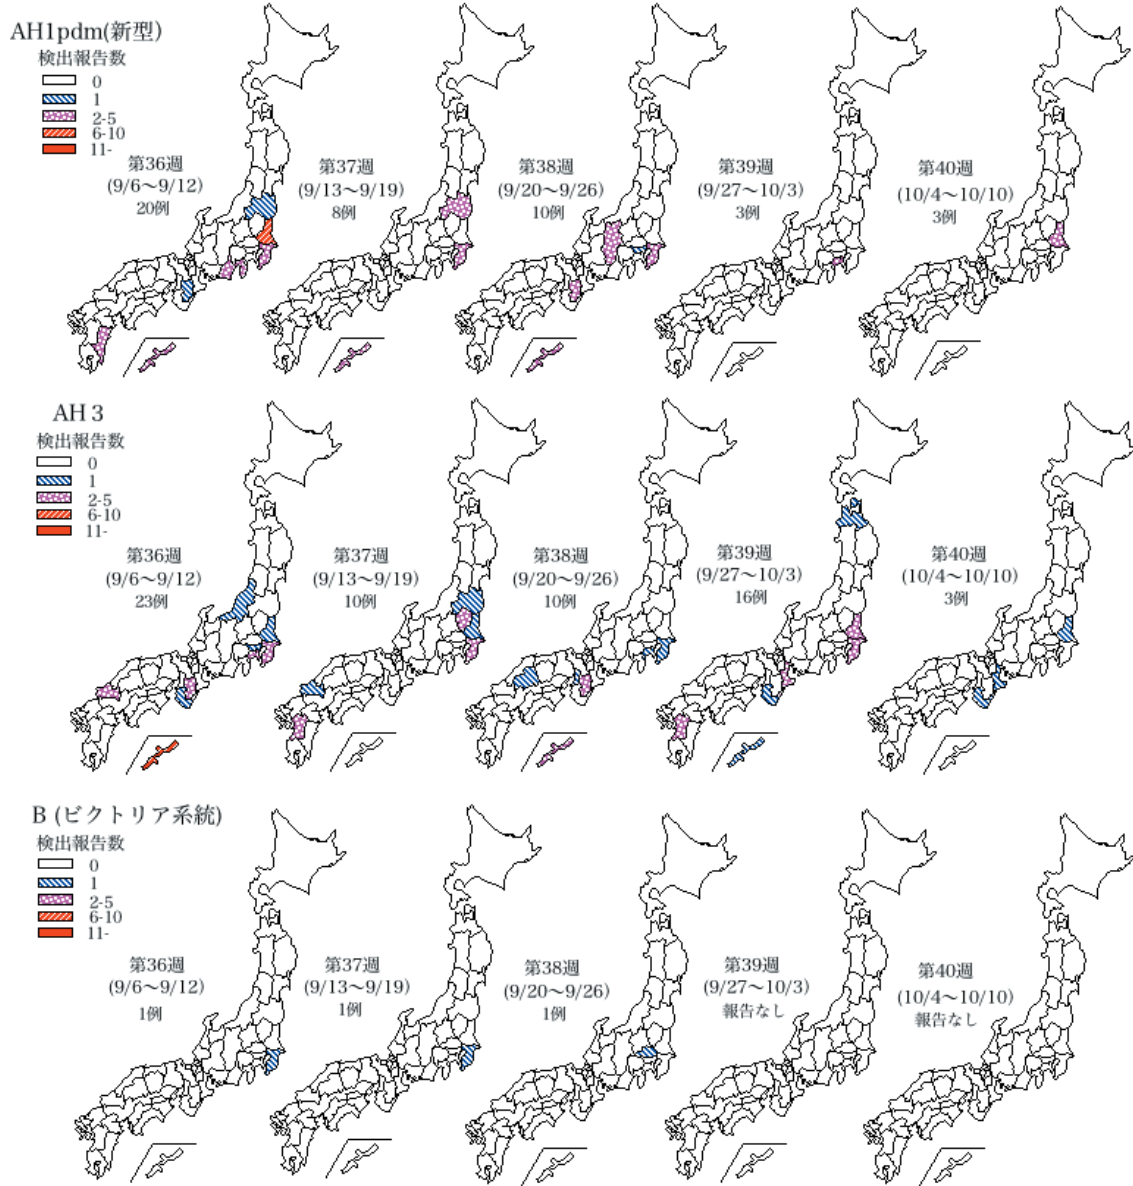 AH1pdm(新型)
検出報告数
0
1
2-5
6-10
11-
第36週
(9/6〜9/12)
20例
第37週
(9/13〜9/19)
8例
第38週
(9/20〜9/26)
10例
第39週
(9/27〜10/3)
3例
第40週
(10/4〜10/10)
3例
AH 3
検出報告数
0
1
2-5
6-10
11-
第36週
(9/6〜9/12)
23例
第37週
(9/13〜9/19)
10例
第38週
(9/20〜9/26)
10例
第39週
(9/27〜10/3)
16例
第40週
(10/4〜10/10)
3例
B (ビクトリア系統)
検出報告数
0
1
2-5
6-10
11-
第36週
(9/6〜9/12)
1例
第37週
(9/13〜9/19)
1例
第38週
(9/20〜9/26)
1例
第39週
(9/27〜10/3)
報告なし
第40週
(10/4〜10/10)
報告なし